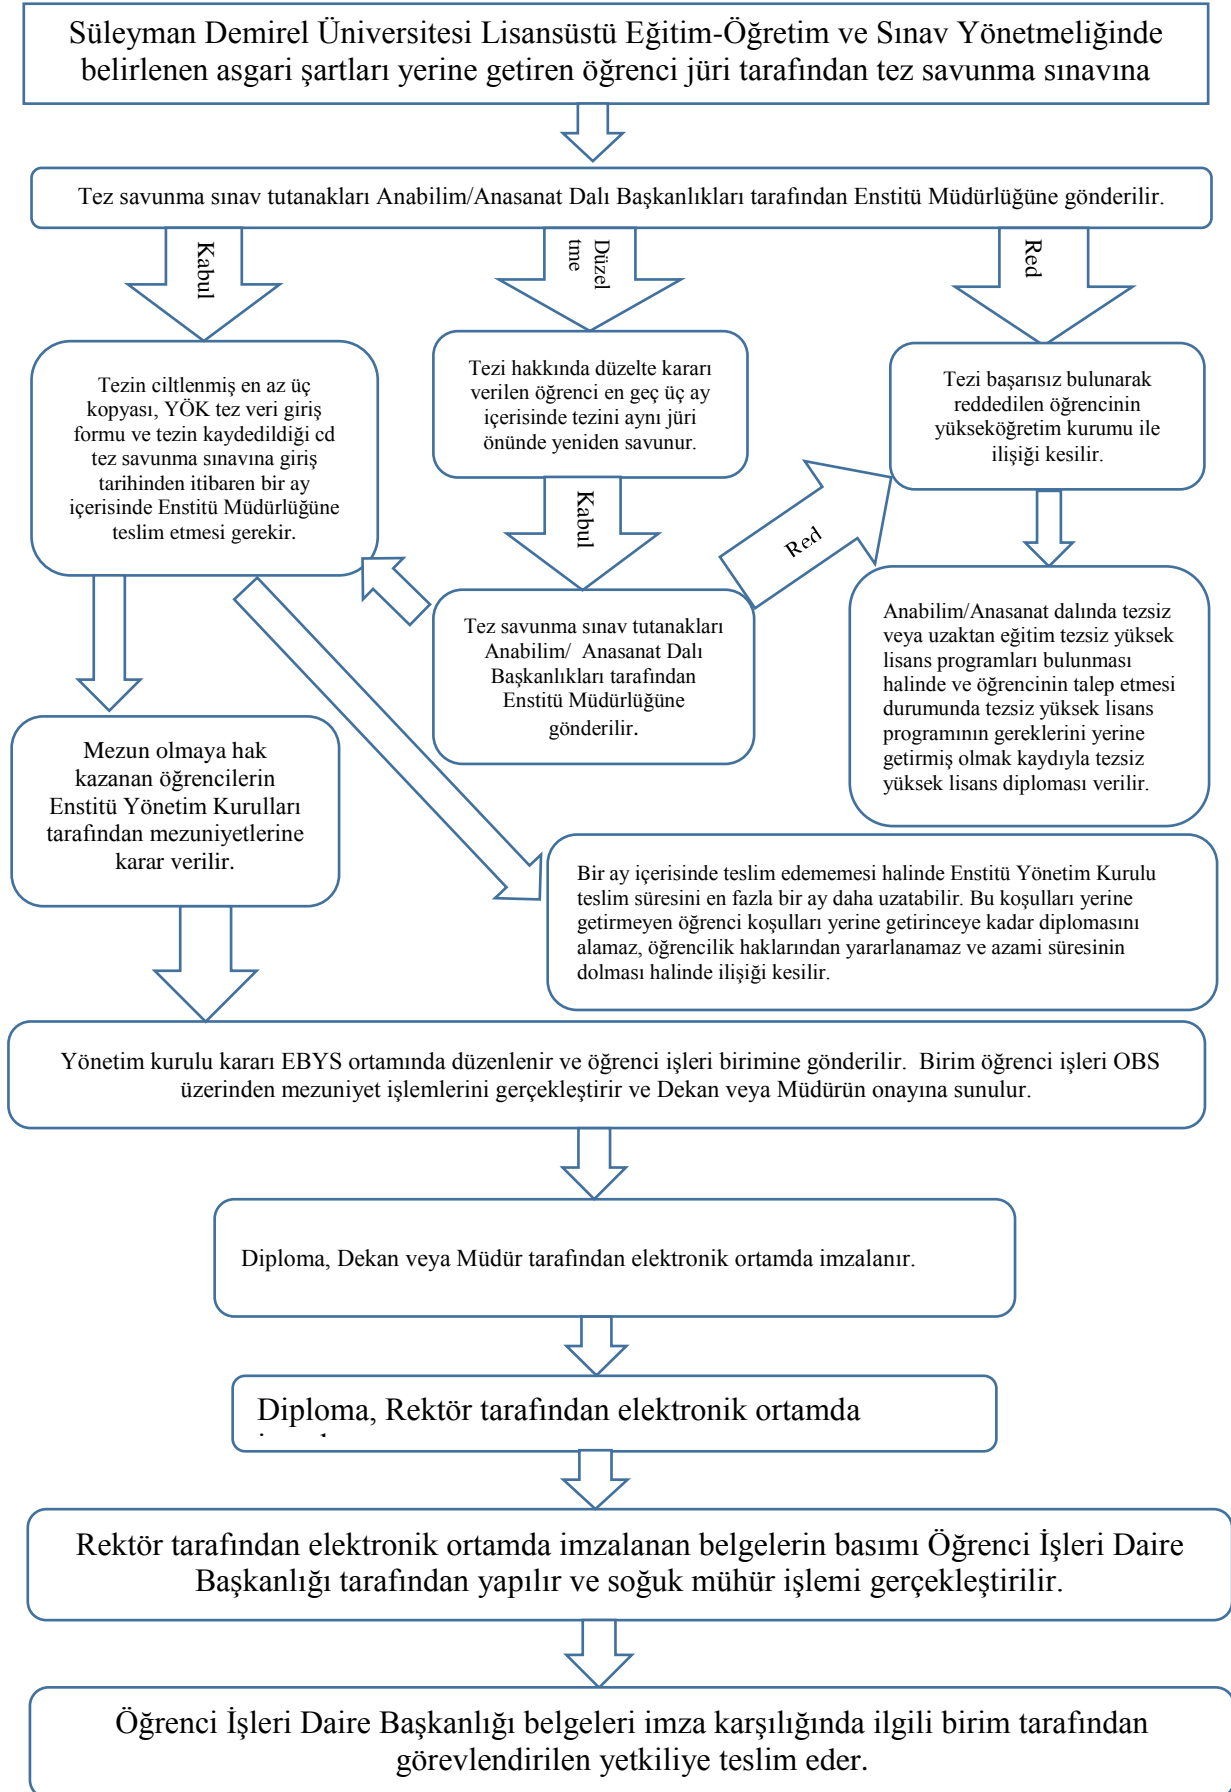 Süleyman Demirel Üniversitesi Lisansüstü Eğitim-Öğretim ve Sınav Yönetmeliğinde
belirlenen asgari şartları yerine getiren öğrenci jüri tarafından tez savunma sınavına
Tez savunma sınav tutanakları Anabilim/Anasanat Dalı Başkanlıkları tarafından Enstitü Müdürlüğüne gönderilir.
Kabul
Düzel
tme
Red
Tezin ciltlenmiş en az üç
kopyası, YÖK tez veri giriş
formu ve tezin kaydedildiği cd
tez savunma sınavına giriş
tarihinden itibaren bir ay
içerisinde Enstitü Müdürlüğüne
teslim etmesi gerekir.
Tezi hakkında düzelte kararı
verilen öğrenci en geç üç ay
içerisinde tezini aynı jüri
önünde yeniden savunur.
Tezi başarısız bulunarak
reddedilen öğrencinin
yükseköğretim kurumu ile
ilişiği kesilir.
Kabul
Red
Tez savunma sınav tutanakları
Anabilim/ Anasanat Dalı
Başkanlıkları tarafından
Enstitü Müdürlüğüne
gönderilir.
Anabilim/Anasanat dalında tezsiz
veya uzaktan eğitim tezsiz yüksek
lisans programları bulunması
halinde ve öğrencinin talep etmesi
durumunda tezsiz yüksek lisans
programının gereklerini yerine
getirmiş olmak kaydıyla tezsiz
yüksek lisans diploması verilir.
Mezun olmaya hak
kazanan öğrencilerin
Enstitü Yönetim Kurulları
tarafından mezuniyetlerine
karar verilir.
Bir ay içerisinde teslim edememesi halinde Enstitü Yönetim Kurulu
teslim süresini en fazla bir ay daha uzatabilir. Bu koşulları yerine
getirmeyen öğrenci koşulları yerine getirinceye kadar diplomasını
alamaz, öğrencilik haklarından yararlanamaz ve azami süresinin
dolması halinde ilişiği kesilir.
Yönetim kurulu kararı EBYS ortamında düzenlenir ve öğrenci işleri birimine gönderilir. Birim öğrenci işleri OBS
üzerinden mezuniyet işlemlerini gerçekleştirir ve Dekan veya Müdürün onayına sunulur.
Diploma, Dekan veya Müdür tarafından elektronik ortamda imzalanır.
Diploma, Rektör tarafından elektronik ortamda
Rektör tarafından elektronik ortamda imzalanan belgelerin basımı Öğrenci İşleri Daire
Başkanlığı tarafından yapılır ve soğuk mühür işlemi gerçekleştirilir.
Öğrenci İşleri Daire Başkanlığı belgeleri imza karşılığında ilgili birim tarafından
görevlendirilen yetkiliye teslim eder.